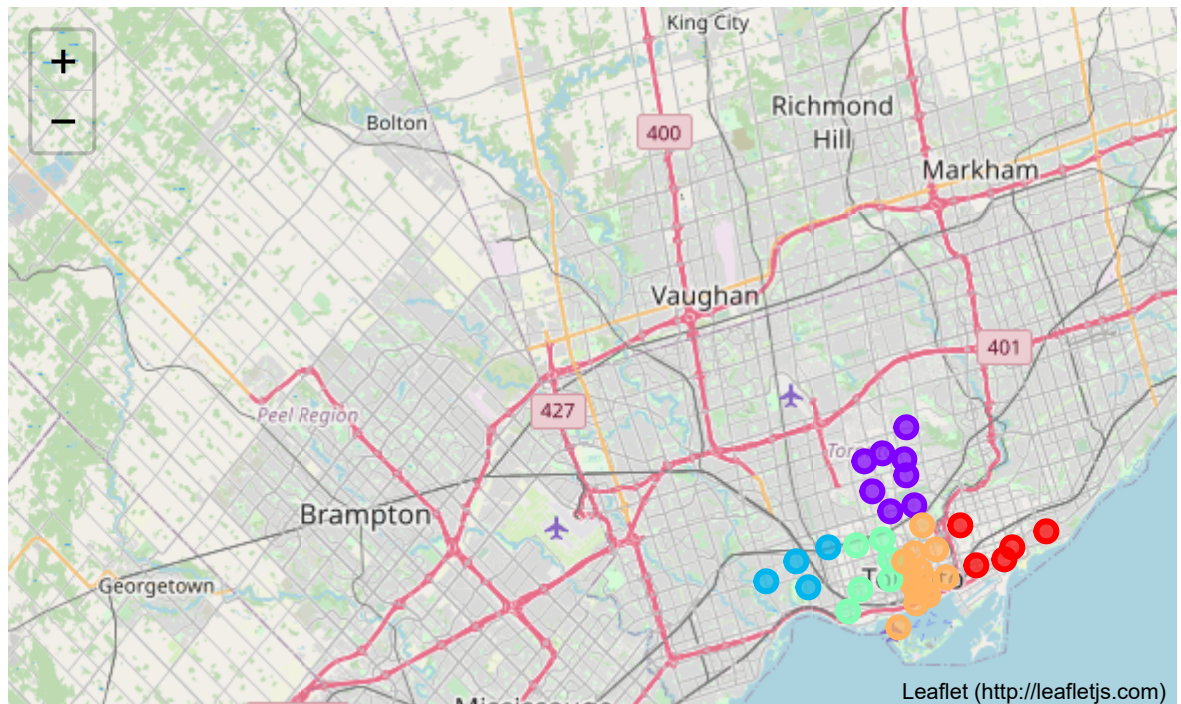 King City
+
Richmond
Hill
Bolton
400
−
Markham
Vaughan
401
Peel Region
427
Brampton
Georgetown
Leaflet (http://leafletjs.com)